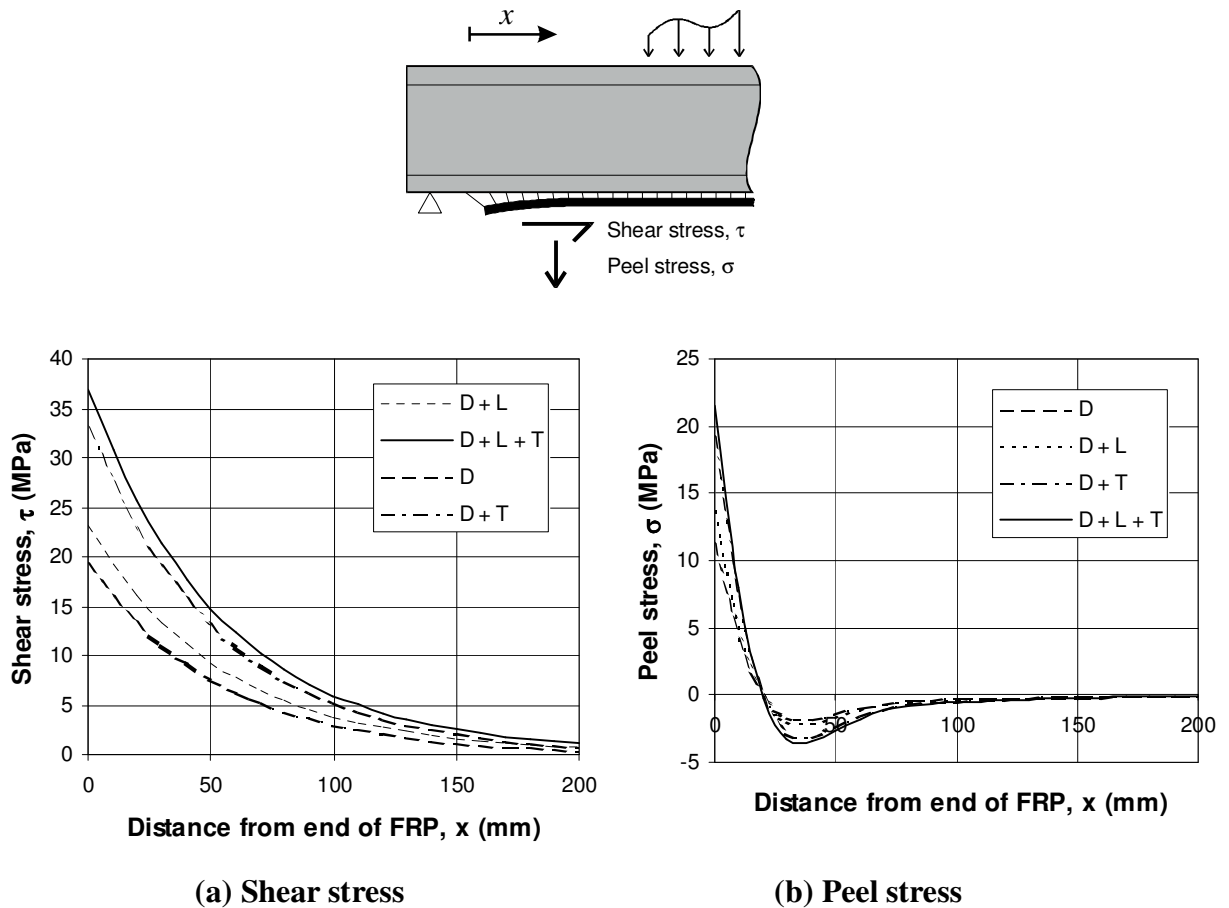 x
Shear stress, τ
Peel stress, σ
40
35
30
25
20
15
10
5
0
0 50 100 150 200
Shear stress, τ (MPa)
D + L
D + L + T
D
D + T
Distance from end of FRP, x (mm)
(a) Shear stress
25
20
15
10
5
0
-5
0 50 100 150 200
Peel stress, σ (MPa)
D
D + L
D + T
D + L + T
Distance from end of FRP, x (mm)
(b) Peel stress